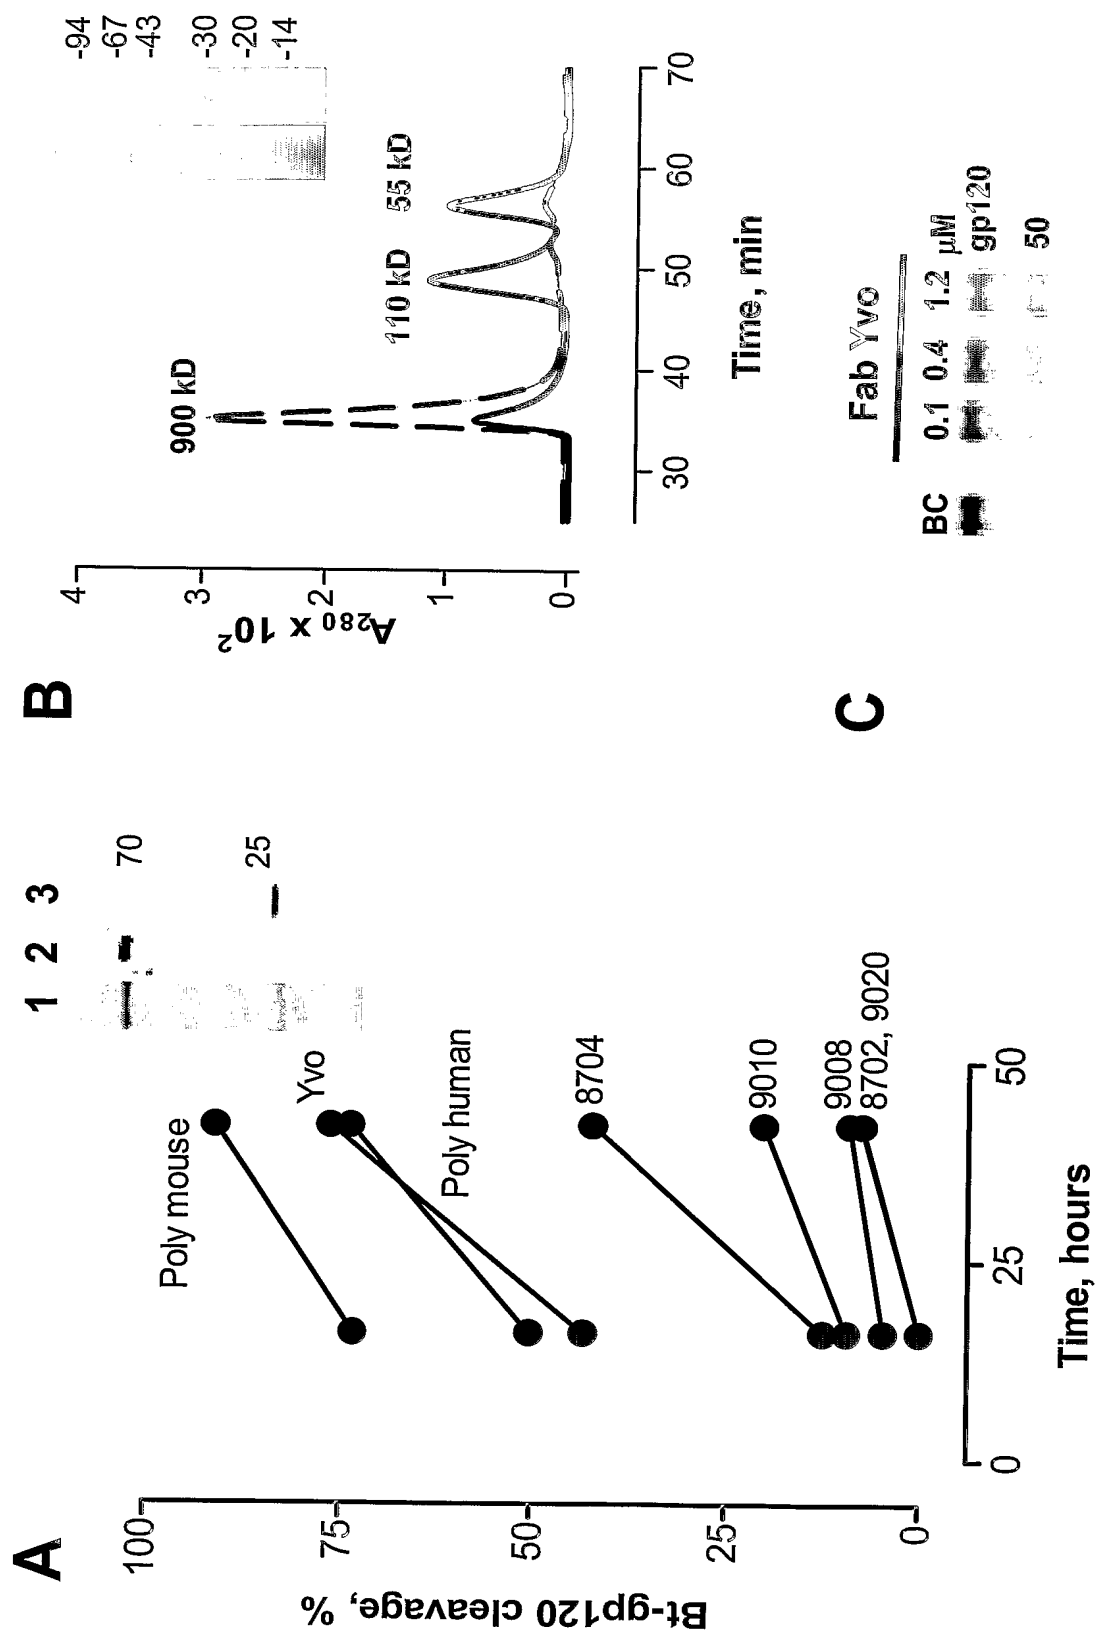 A
Bt-gp120 cleavage, %
100
75
50
25
0
Poly mouse
Yvo
Poly human
8704
9010
9008
8702, 9020
1 2 3
70
25
0 25 50
Time, hours
B
A280 x 10²
4
3
2
1
0
900 kD
110 kD
55 kD
-94
-67
-43
-30
-20
-14
30 40 50 60 70
Time, min
C
Fab Yvo
BC 0.1 0.4 1.2 µM
gp120
50